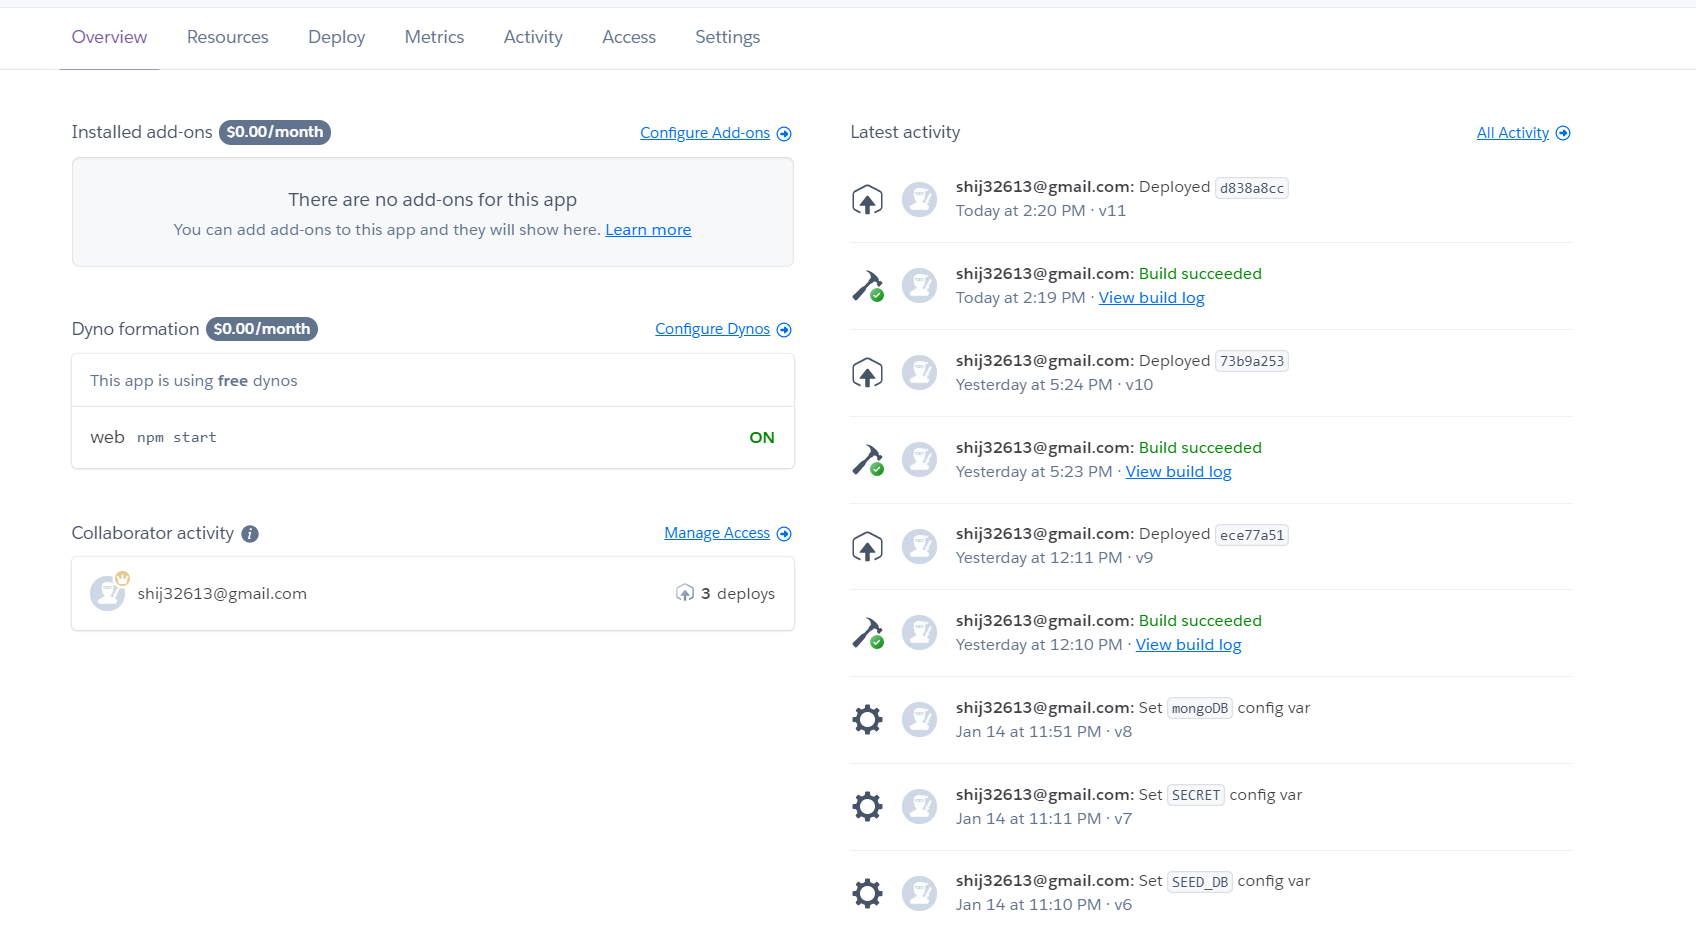 Overview Resources Deploy Metrics Activity Access Settings
Installed add-ons $0.00/month Configure Add-ons
There are no add-ons for this app
You can add add-ons to this app and they will show here. Learn more
Dyno formation $0.00/month Configure Dynos
This app is using free dynos
web npm start ON
Collaborator activity i Manage Access
shij32613@gmail.com 3 deploys
Latest activity All Activity
shij32613@gmail.com: Deployed d838a8cc
Today at 2:20 PM · v11
shij32613@gmail.com: Build succeeded
Today at 2:19 PM · View build log
shij32613@gmail.com: Deployed 73b9a253
Yesterday at 5:24 PM · v10
shij32613@gmail.com: Build succeeded
Yesterday at 5:23 PM · View build log
shij32613@gmail.com: Deployed ece77a51
Yesterday at 12:11 PM · v9
shij32613@gmail.com: Build succeeded
Yesterday at 12:10 PM · View build log
shij32613@gmail.com: Set mongoDB config var
Jan 14 at 11:51 PM · v8
shij32613@gmail.com: Set SECRET config var
Jan 14 at 11:11 PM · v7
shij32613@gmail.com: Set SEED_DB config var
Jan 14 at 11:10 PM · v6